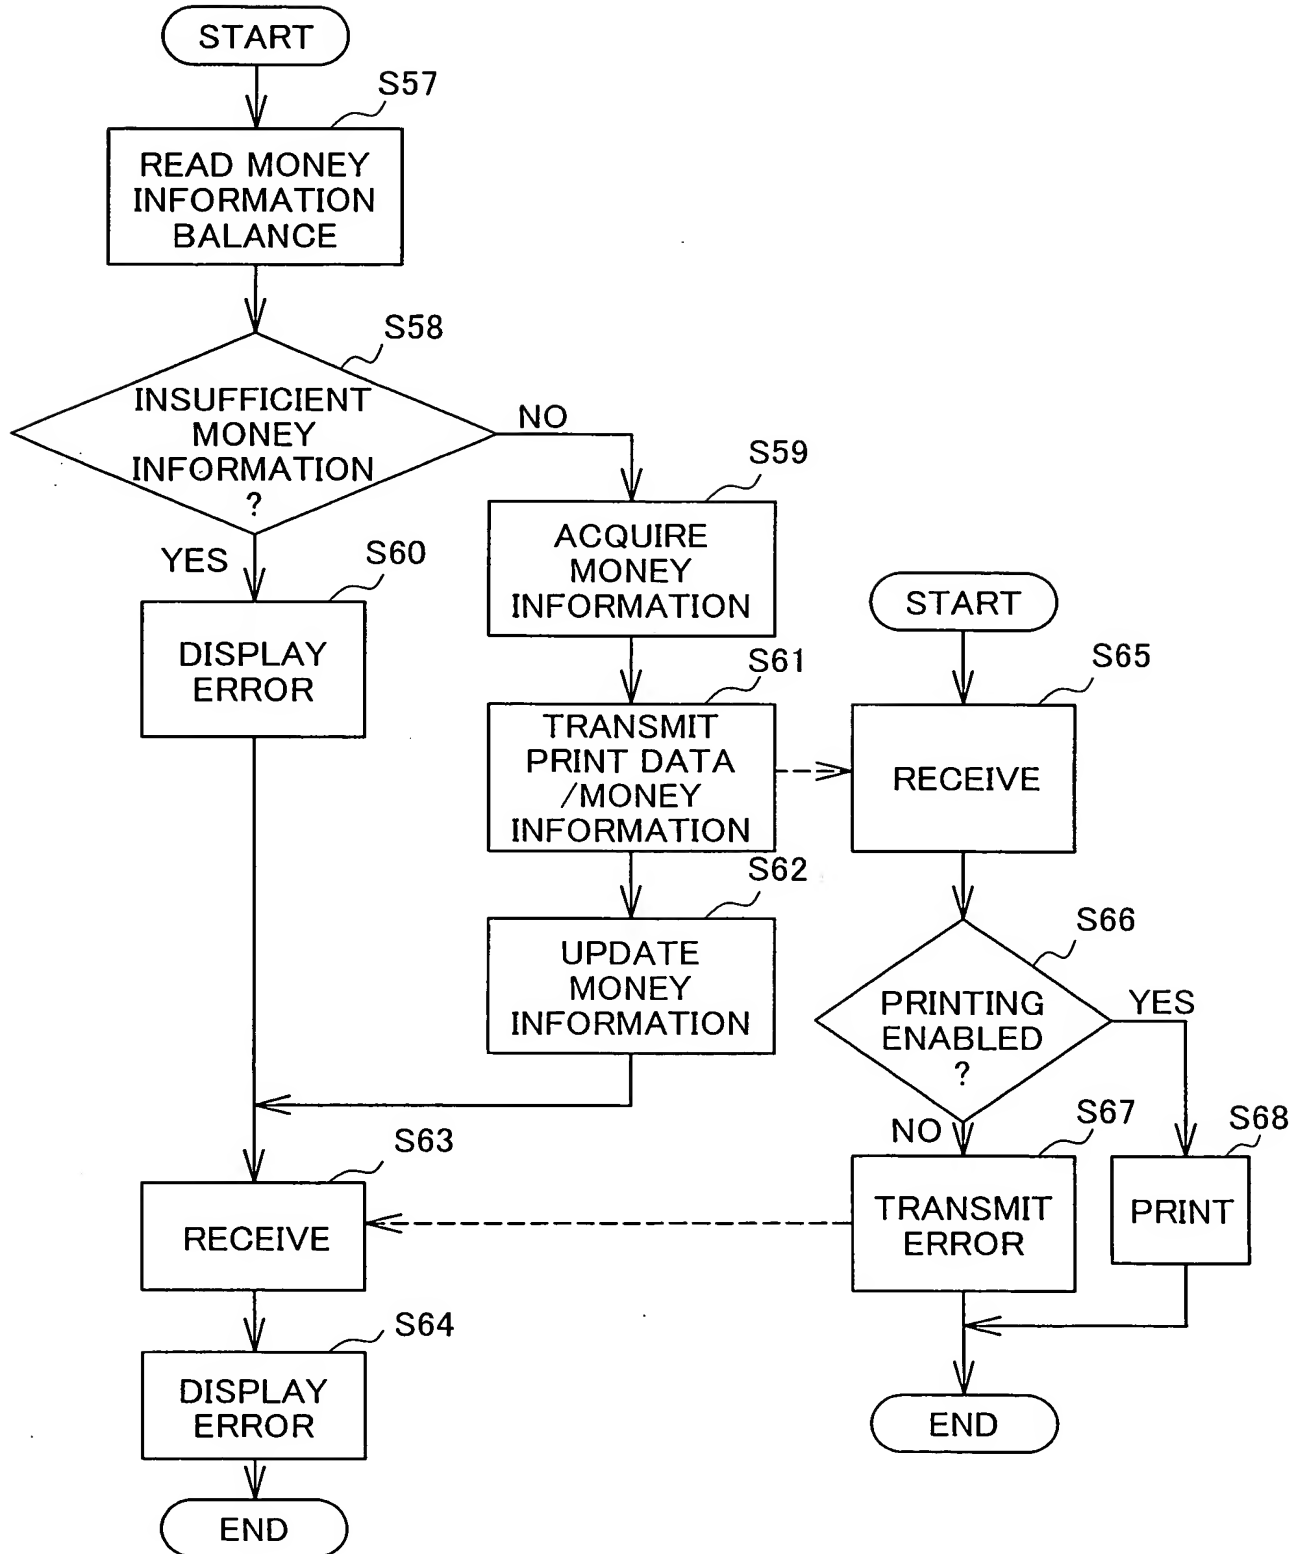 START
S57
READ MONEY
INFORMATION
BALANCE
S58
INSUFFICIENT
MONEY
INFORMATION
?
NO
YES
S59
ACQUIRE
MONEY
INFORMATION
S60
DISPLAY
ERROR
S61
TRANSMIT
PRINT DATA
/MONEY
INFORMATION
S62
UPDATE
MONEY
INFORMATION
S63
RECEIVE
S64
DISPLAY
ERROR
END
START
S65
RECEIVE
S66
PRINTING
ENABLED
?
YES
NO
S67
TRANSMIT
ERROR
S68
PRINT
END